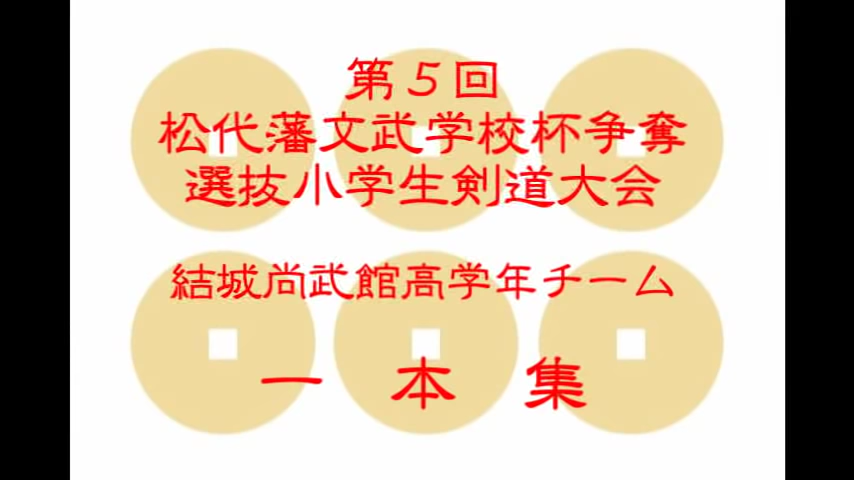 第５回
松代藩文武学校杯争奪
選抜小学生剣道大会
結城尚武館高学年チーム
一本集